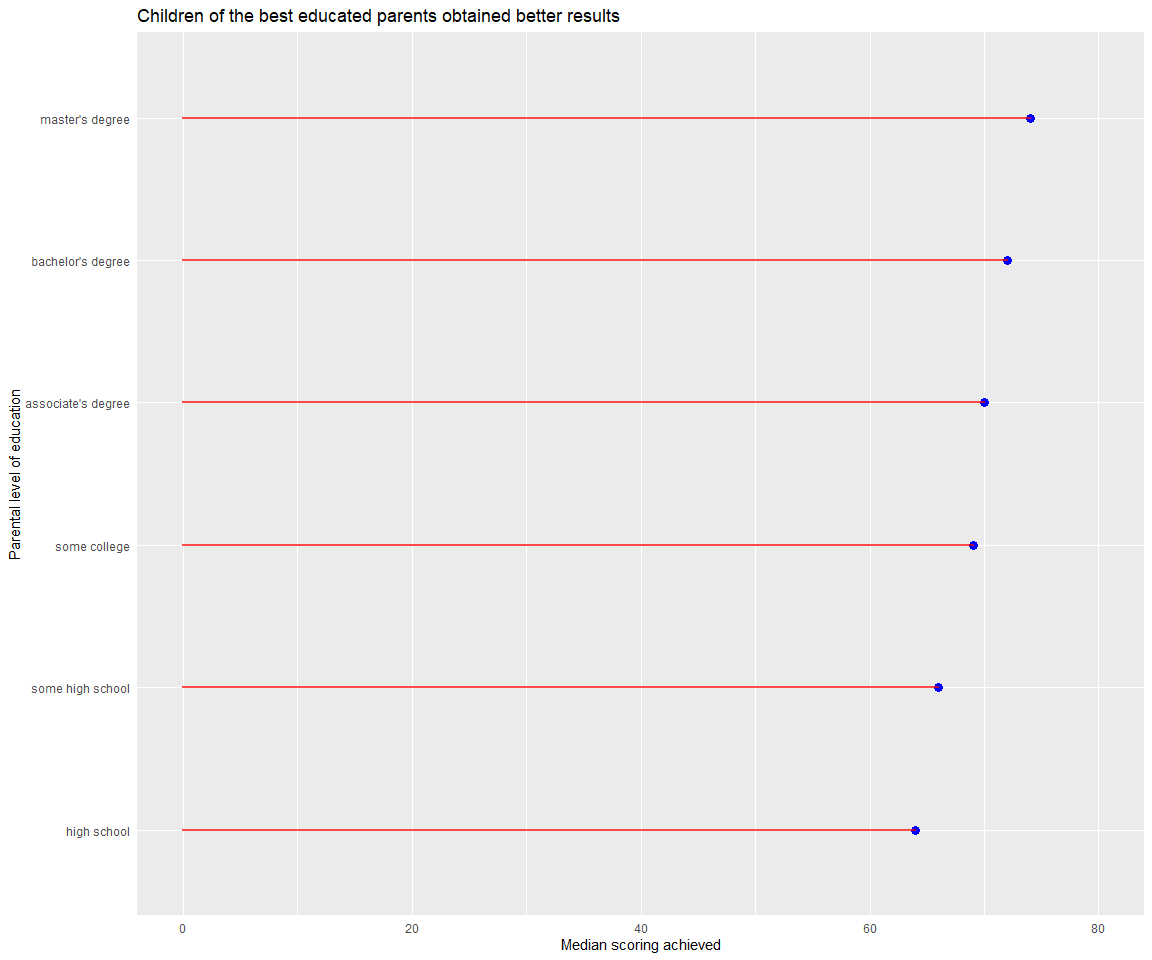 Children of the best educated parents obtained better results
master's degree
bachelor's degree
associate's degree
some college
some high school
high school
Parental level of education
0 20 40 60 80
Median scoring achieved